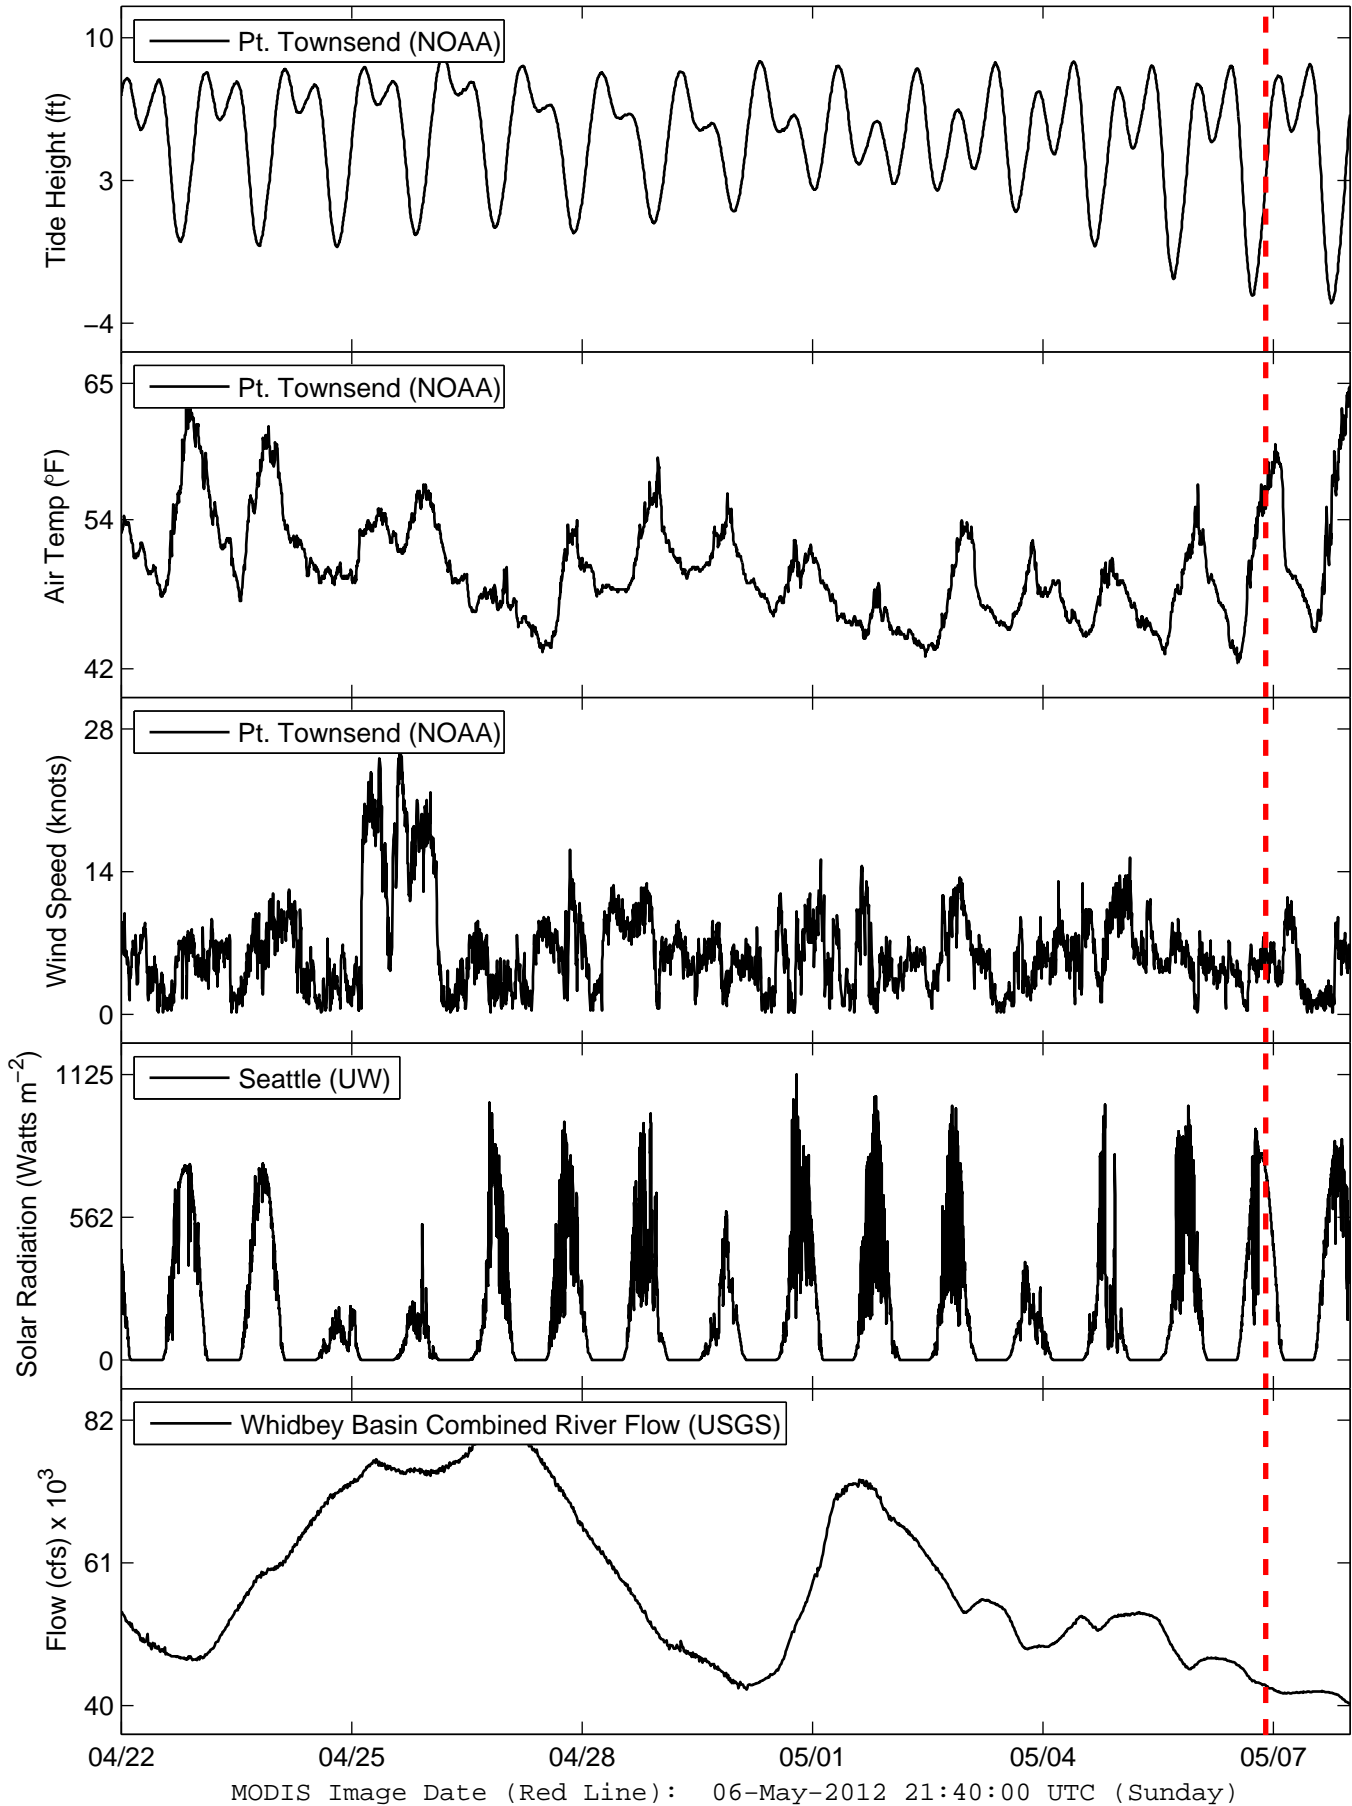 Pt. Townsend (NOAA)
10
3
−4
Tide Height (ft)
Pt. Townsend (NOAA)
65
54
42
Air Temp (°F)
Pt. Townsend (NOAA)
28
14
0
Wind Speed (knots)
Seattle (UW)
1125
562
0
Solar Radiation (Watts m−2)
Whidbey Basin Combined River Flow (USGS)
82
61
40
Flow (cfs) x 103
04/22 04/25 04/28 05/01 05/04 05/07
MODIS Image Date (Red Line): 06−May−2012 21:40:00 UTC (Sunday)